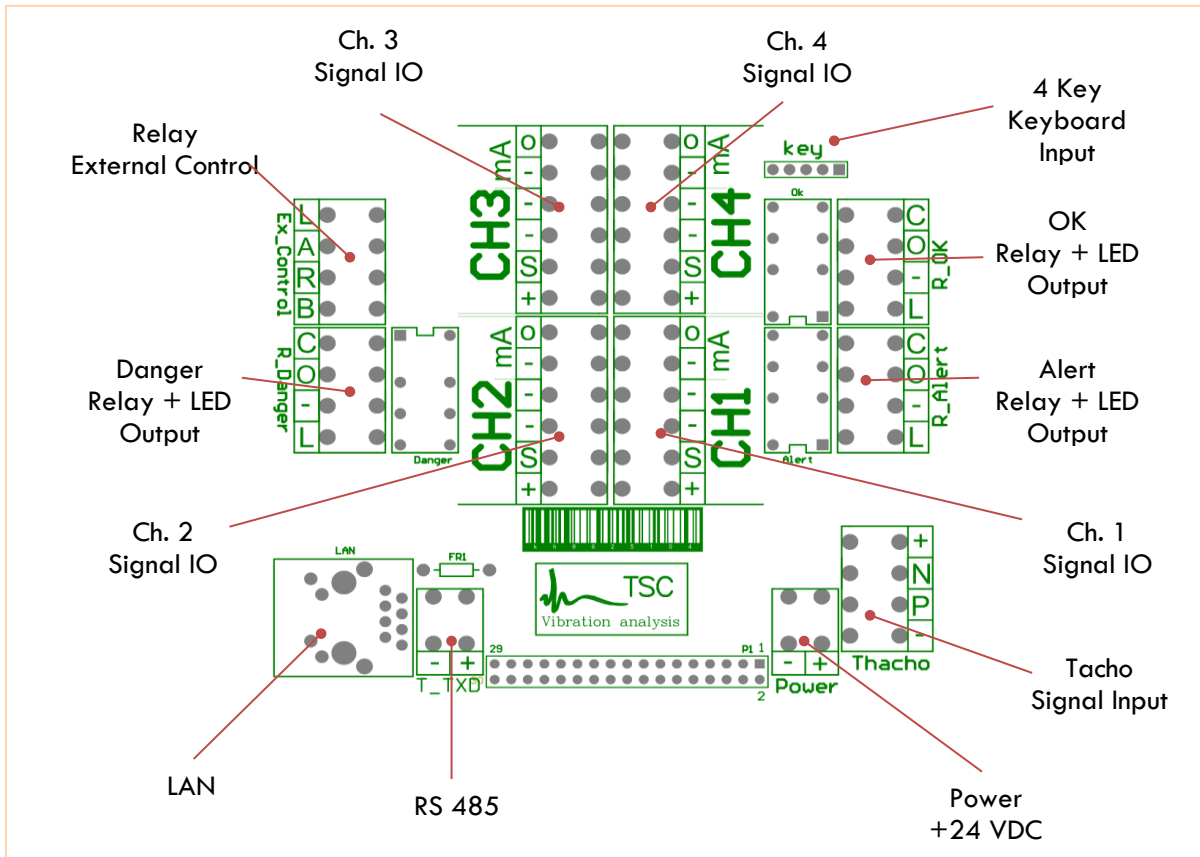 Ch. 3
Signal IO
Ch. 4
Signal IO
4 Key
Keyboard
Input
Relay
External Control
key
OK
Relay + LED
Output
Danger
Relay + LED
Output
Alert
Relay + LED
Output
L
A
R
B
Ex_Control
C
O
-
L
R_Danger
Danger
O
-
-
-
S
+
mA
CH3
O
-
-
-
S
+
mA
CH4
O
-
-
-
S
+
mA
CH2
O
-
-
-
S
+
mA
CH1
Ok
C
O
-
L
R_OK
Alert
C
O
-
L
R_Alert
Ch. 2
Signal IO
Ch. 1
Signal IO
LAN
FR1
TSC
Vibration analysis
- +
T_TXD
29
P1 1
2
- +
Power
+
N
P
-
Thacho
Tacho
Signal Input
LAN
RS 485
Power
+24 VDC